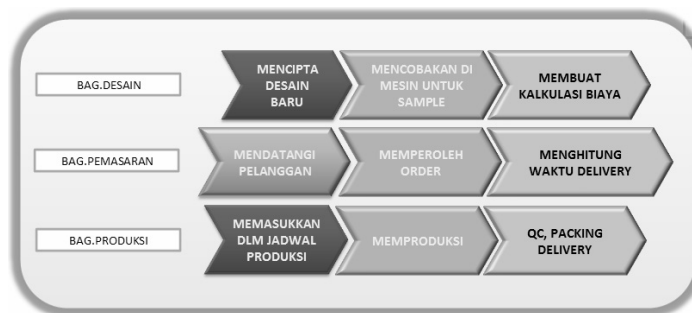 BAG.DESAIN
MENCIPTA
DESAIN
BARU
MENCOBAKAN DI
MESIN UNTUK
SAMPLE
MEMBUAT
KALKULASI BIAYA
BAG.PEMASARAN
MENDATANGI
PELANGGAN
MEMPEROLEH
ORDER
MENGHITUNG
WAKTU DELIVERY
BAG.PRODUKSI
MEMASUKKAN
DLM JADWAL
PRODUKSI
MEMPRODUKSI
QC, PACKING
DELIVERY